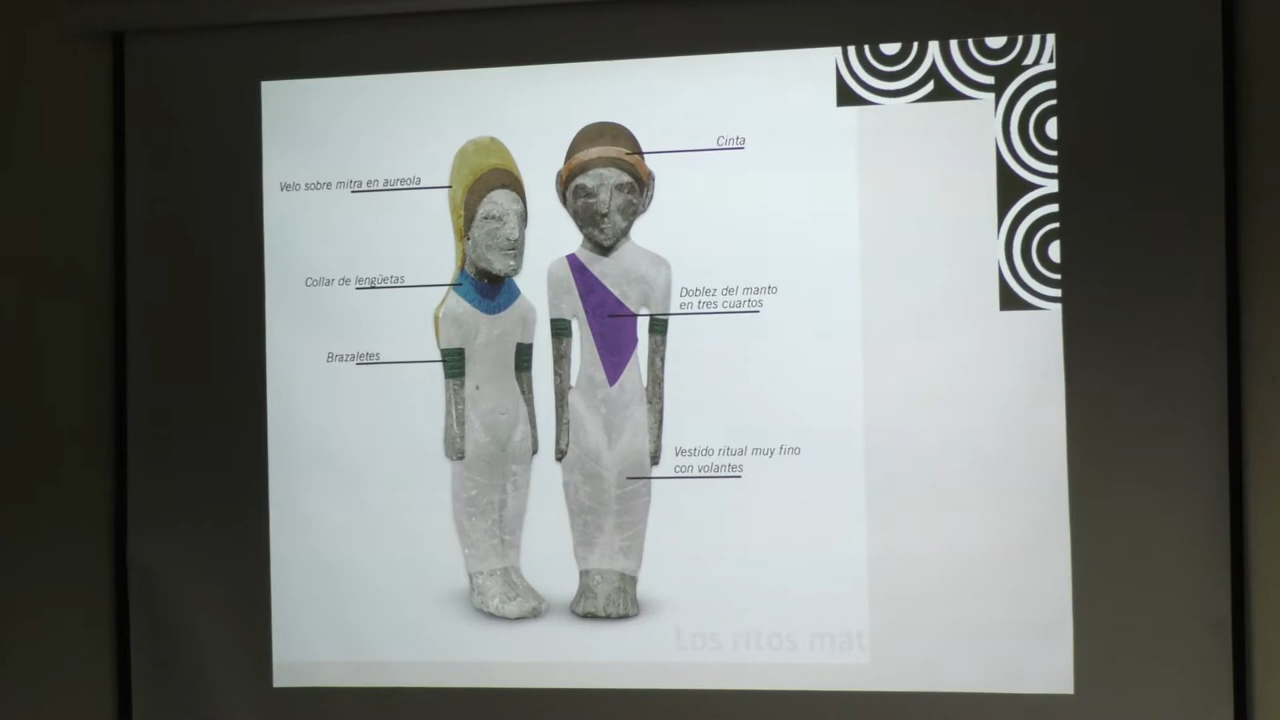 Cinta
Velo sobre mitra en aureola
Collar de lengüetas
Doblez del manto
en tres cuartos
Brazaletes
Vestido ritual muy fino
con volantes
Los ritos mat